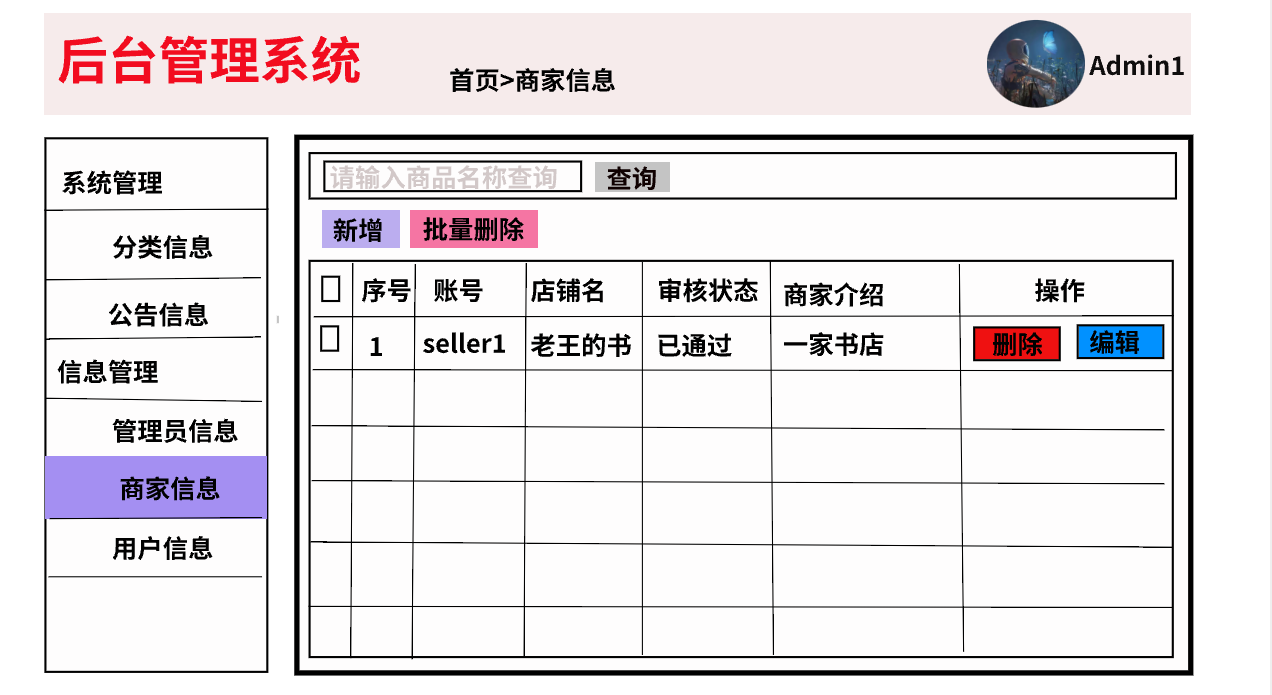 后台管理系统
首页>商家信息
Admin1
系统管理
分类信息
公告信息
信息管理
管理员信息
商家信息
用户信息
请输入商品名称查询 查询
新增 批量删除
序号 账号 店铺名 审核状态 商家介绍 操作
1 seller1 老王的书 已通过 一家书店 删除 编辑